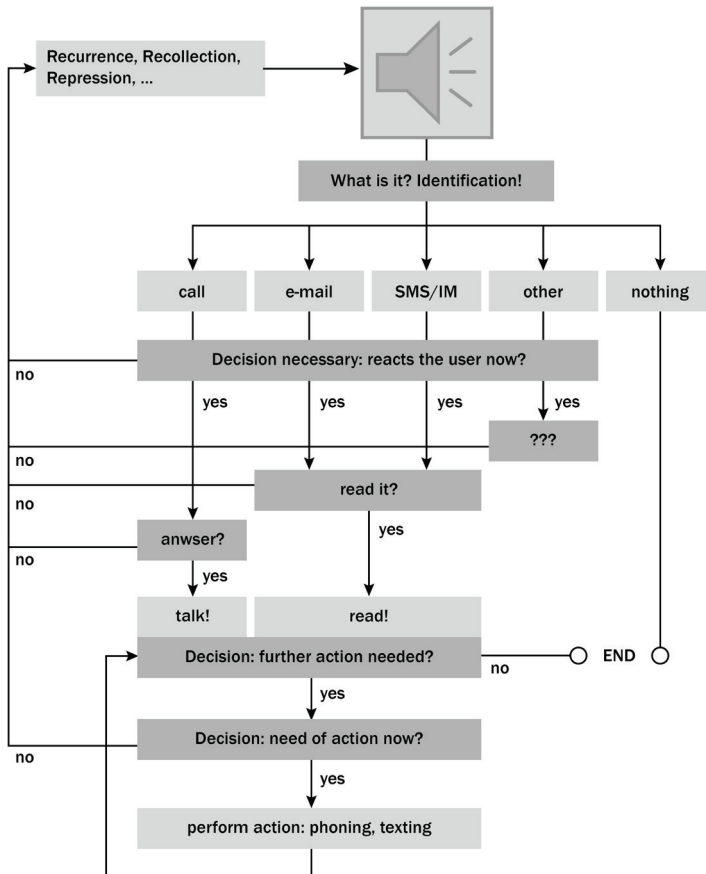 Recurrence, Recollection,
Repression, ...
What is it? Identification!
call
e-mail
SMS/IM
other
nothing
Decision necessary: reacts the user now?
no
yes
yes
yes
yes
???
no
read it?
no
yes
anwser?
no
yes
talk!
read!
Decision: further action needed?
no
END
yes
Decision: need of action now?
no
yes
perform action: phoning, texting